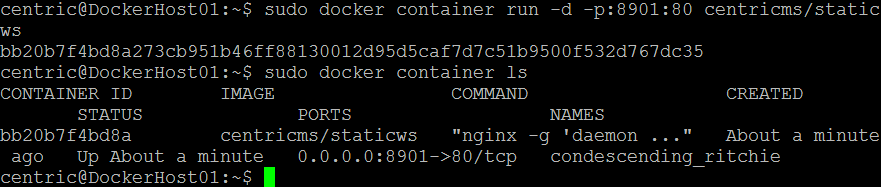 centric@DockerHost01:~$ sudo docker container run -d -p:8901:80 centricms/static
ws
bb20b7f4bd8a273cb951b46ff88130012d95d5caf7d7c51b9500f532d767dc35
centric@DockerHost01:~$ sudo docker container ls
CONTAINER ID        IMAGE               COMMAND                  CREATED
       STATUS              PORTS                  NAMES
bb20b7f4bd8a        centricms/staticws   "nginx -g 'daemon ..."   About a minute
 ago   Up About a minute   0.0.0.0:8901->80/tcp   condescending_ritchie
centric@DockerHost01:~$